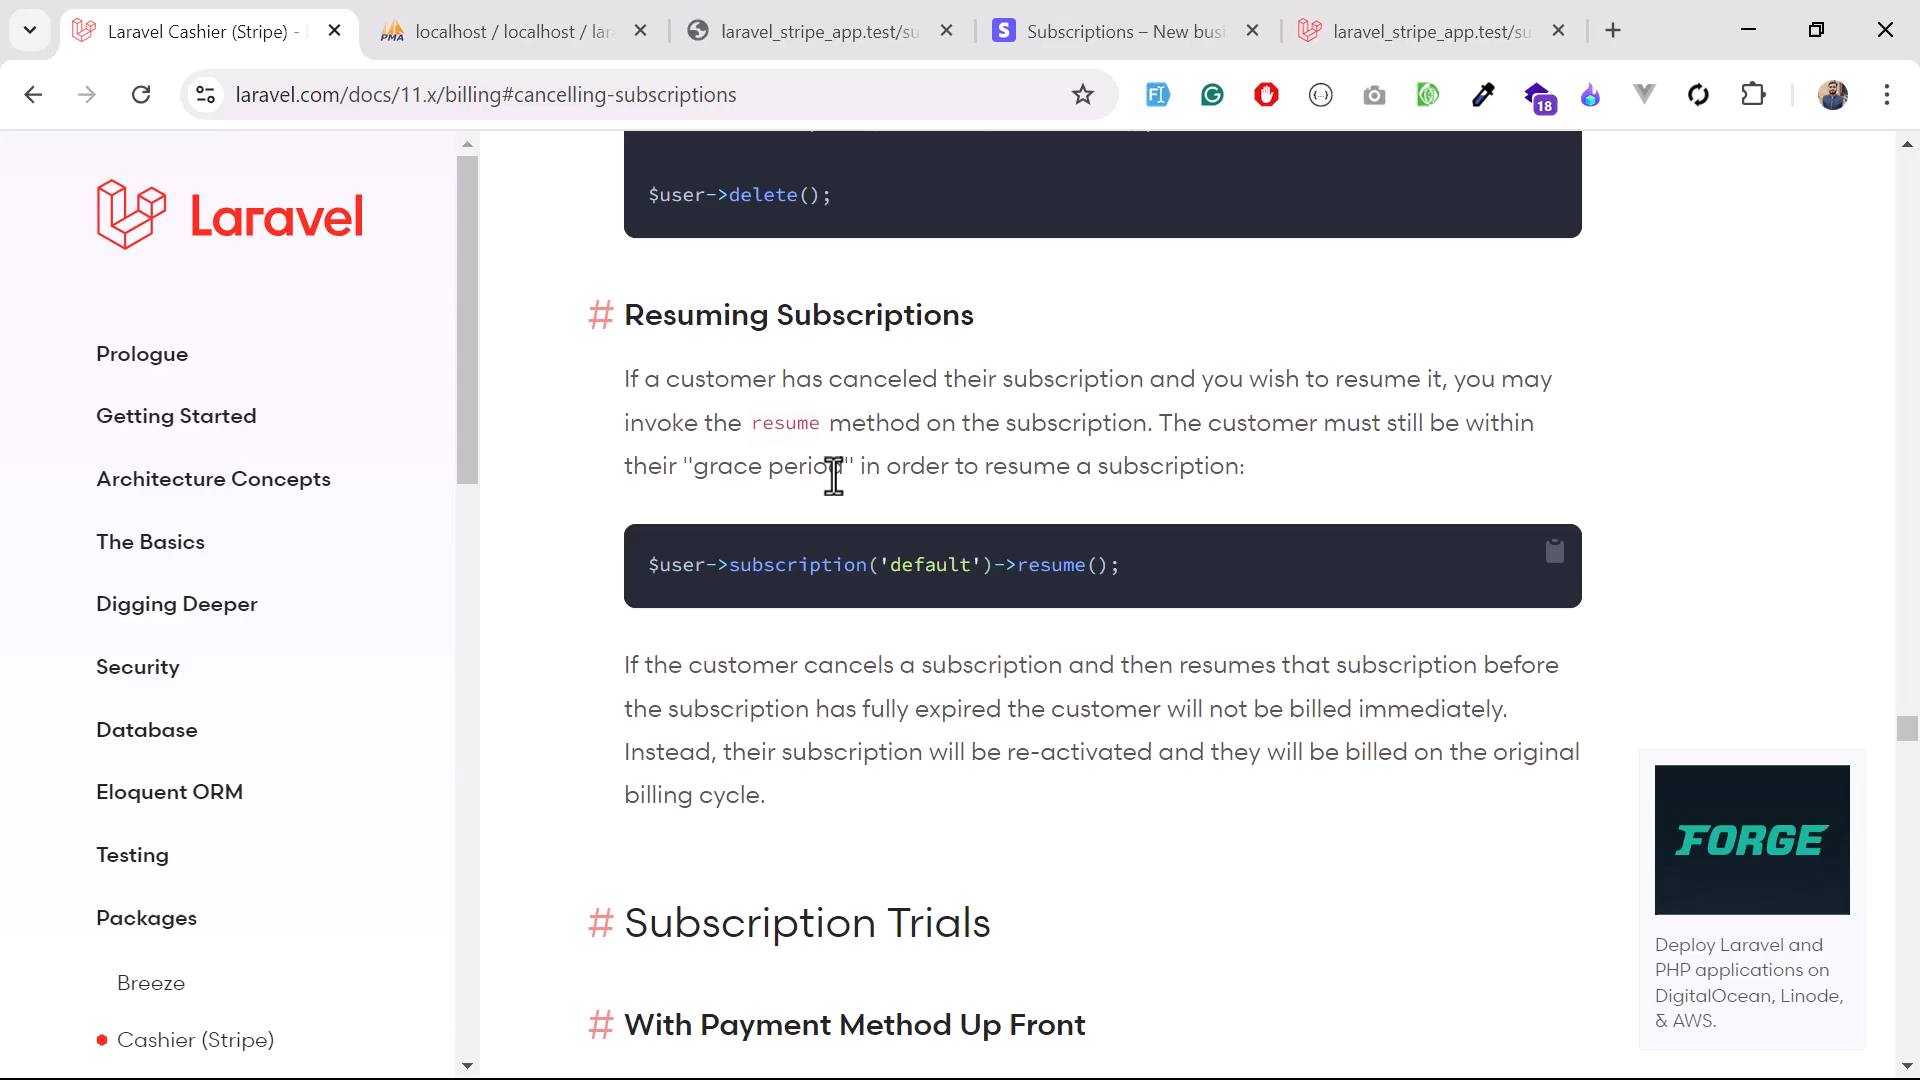 Laravel Cashier (Stripe) -
localhost / localhost / lar
laravel_stripe_app.test/su
Subscriptions – New busi
laravel_stripe_app.test/su
laravel.com/docs/11.x/billing#cancelling-subscriptions
18
Laravel
Prologue
Getting Started
Architecture Concepts
The Basics
Digging Deeper
Security
Database
Eloquent ORM
Testing
Packages
Breeze
Cashier (Stripe)
$user->delete();
# Resuming Subscriptions
If a customer has canceled their subscription and you wish to resume it, you may
invoke the resume method on the subscription. The customer must still be within
their "grace period" in order to resume a subscription:
$user->subscription('default')->resume();
If the customer cancels a subscription and then resumes that subscription before
the subscription has fully expired the customer will not be billed immediately.
Instead, their subscription will be re-activated and they will be billed on the original
billing cycle.
# Subscription Trials
# With Payment Method Up Front
FORGE
Deploy Laravel and
PHP applications on
DigitalOcean, Linode,
& AWS.